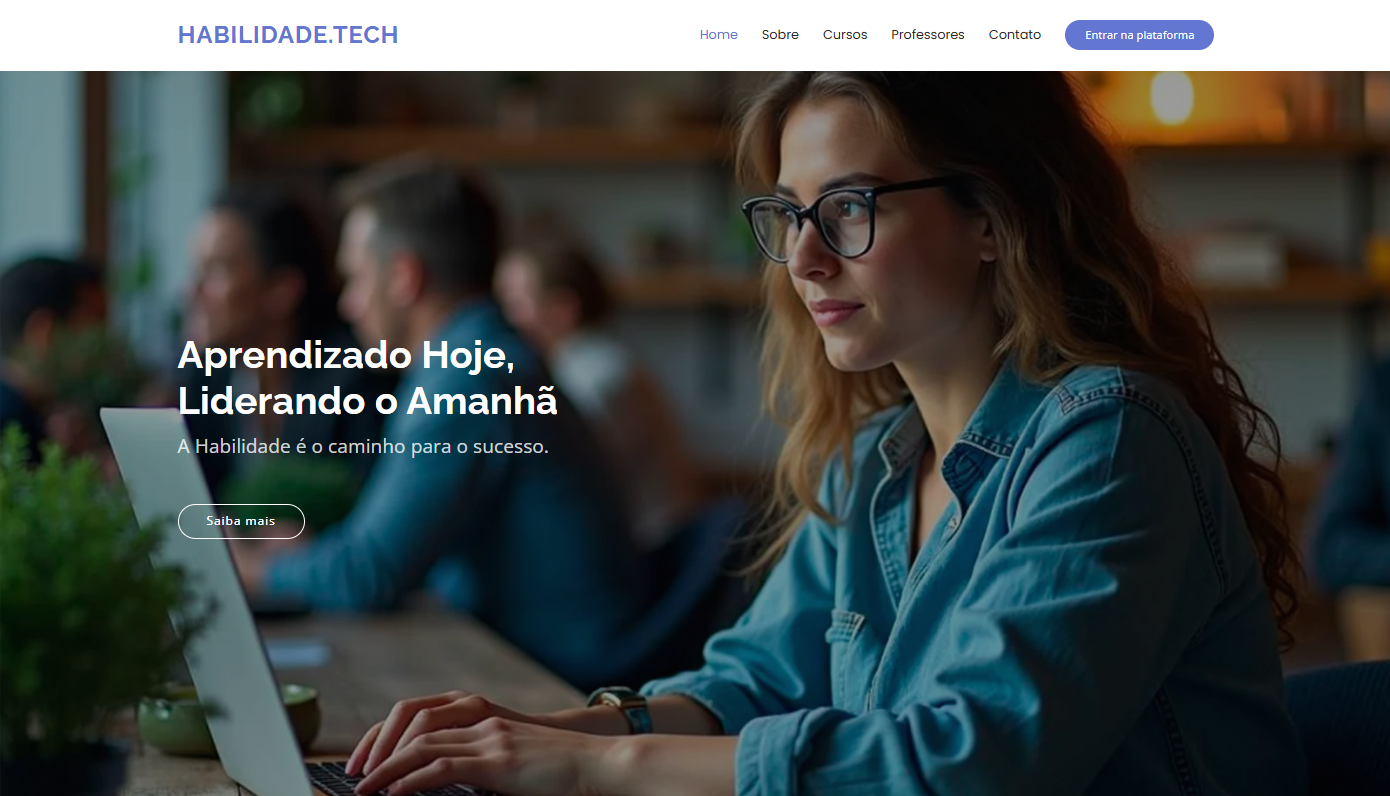 HABILIDADE.TECH
Home Sobre Cursos Professores Contato Entrar na plataforma
Aprendizado Hoje,
Liderando o Amanhã
A Habilidade é o caminho para o sucesso.
Saiba mais